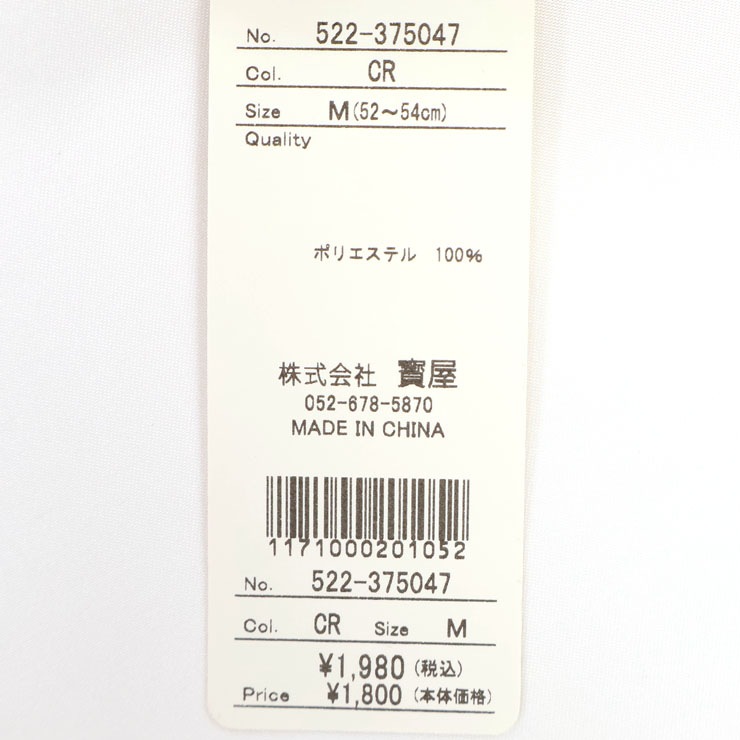 No. 522-375047
Col. CR
Size M(52～54cm)
Quality
ポリエステル 100%
株式会社 寳屋
052-678-5870
MADE IN CHINA
1171000201052
No. 522-375047
Col. CR Size M
¥1,980(税込)
Price ¥1,800(本体価格)